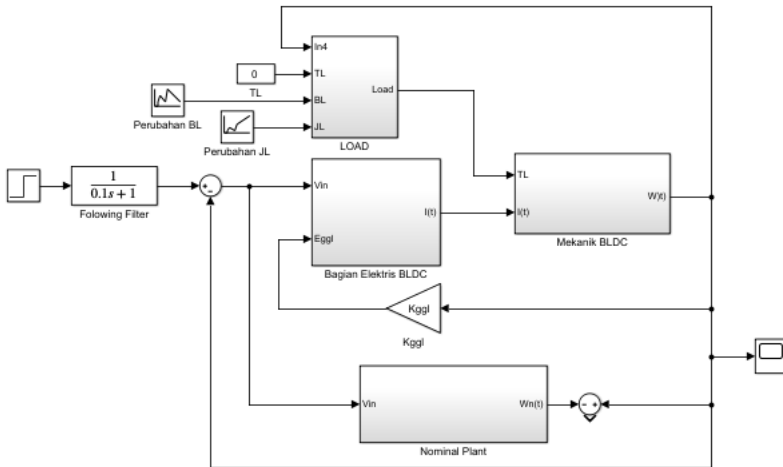 In4
TL
BL
JL
Load
LOAD
0
TL
Perubahan BL
Perubahan JL
1
0.1s + 1
Folowing Filter
+
-
Vin
Eggl
I(t)
Bagian Elektris BLDC
TL
I(t)
W)t)
Mekanik BLDC
Kggl
Kggl
Vin
Wn(t)
Nominal Plant
- +